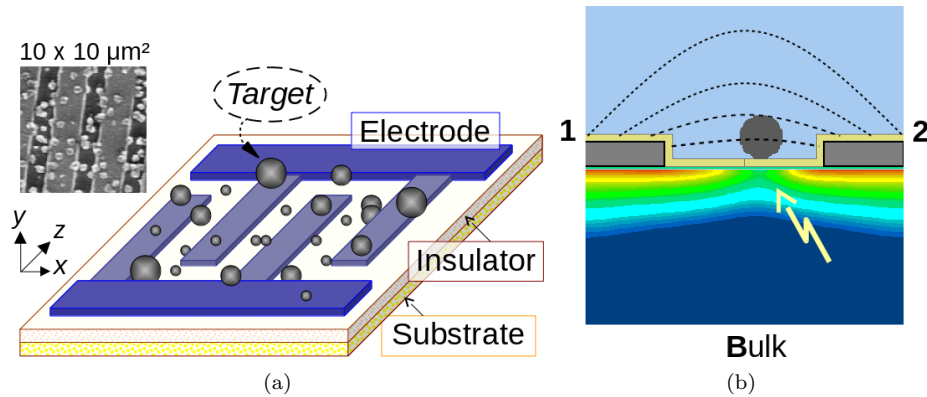 10 x 10 μm²
Target
Electrode
y
z
x
Insulator
Substrate
(a)
1
2
Bulk
(b)